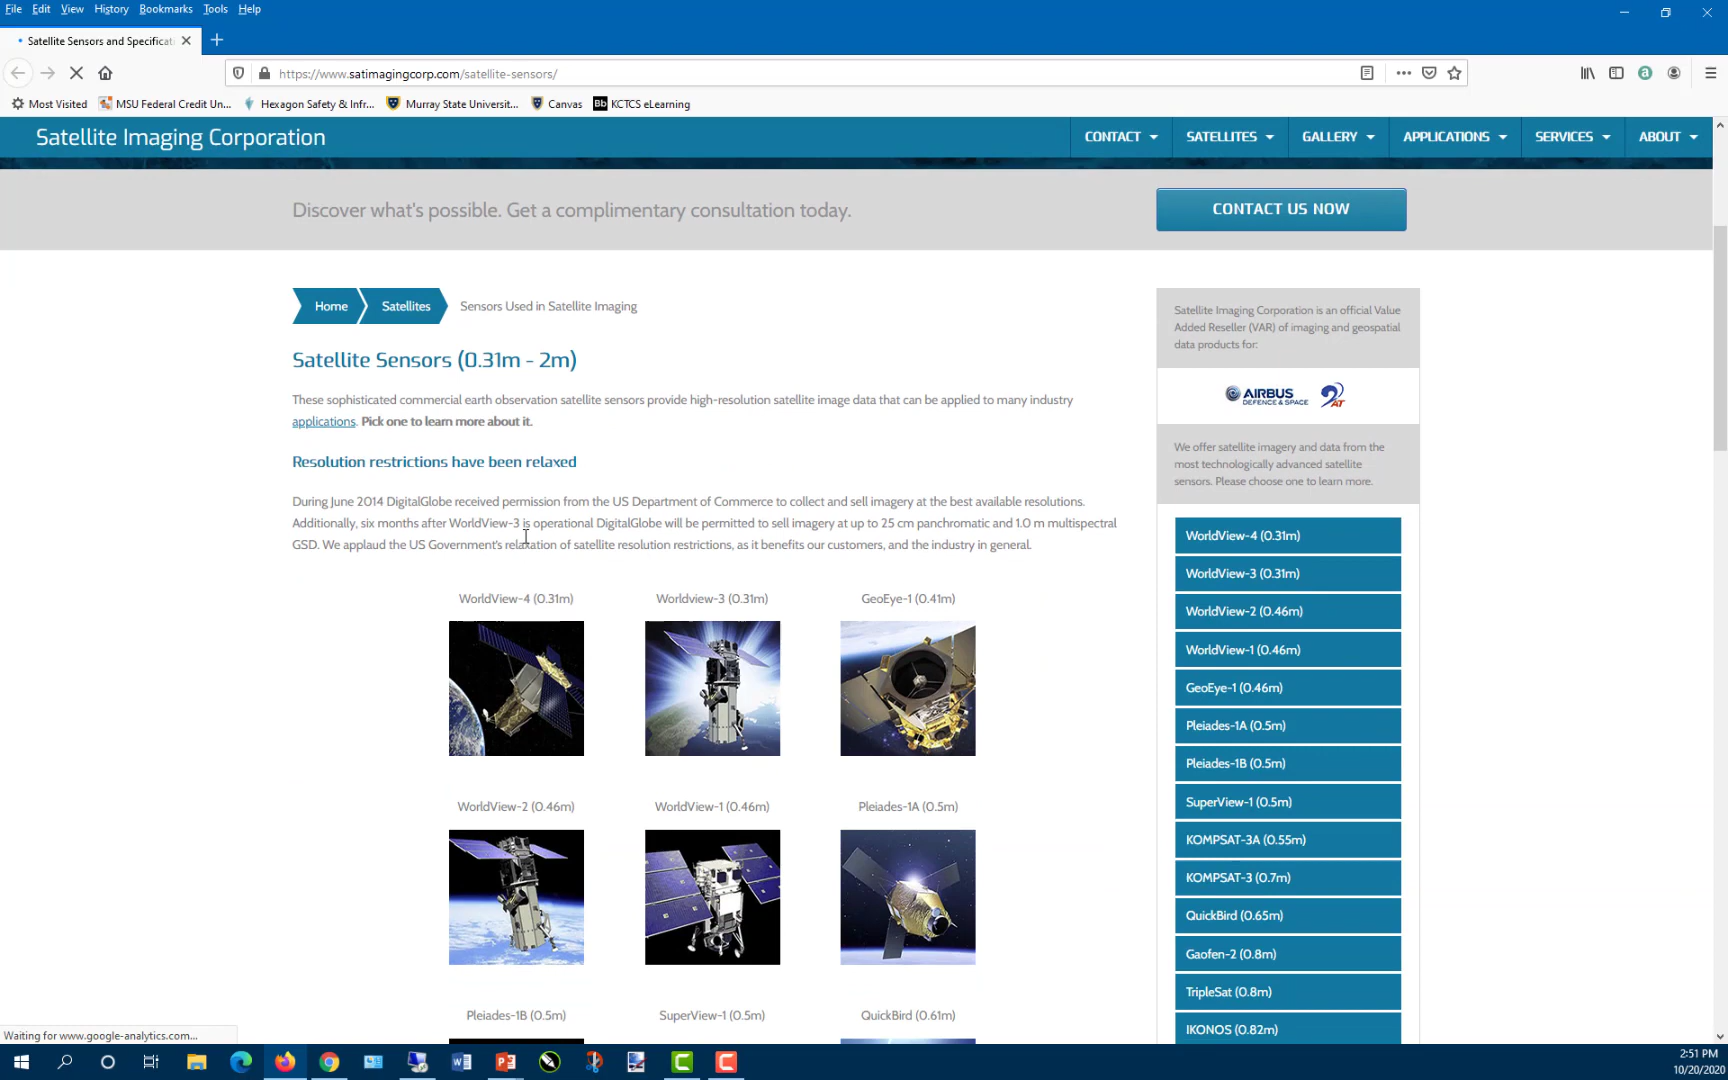 File Edit View History Bookmarks Tools Help
Satellite Sensors and Specificat
https://www.satimagingcorp.com/satellite-sensors/
Most Visited MSU Federal Credit Un... Hexagon Safety & Infr... Murray State Universit... Canvas Bb KCTCS eLearning
Satellite Imaging Corporation
CONTACT SATELLITES GALLERY APPLICATIONS SERVICES ABOUT
Discover what's possible. Get a complimentary consultation today.
CONTACT US NOW
Home Satellites Sensors Used in Satellite Imaging
Satellite Sensors (0.31m - 2m)
These sophisticated commercial earth observation satellite sensors provide high-resolution satellite image data that can be applied to many industry
applications. Pick one to learn more about it.
Resolution restrictions have been relaxed
During June 2014 DigitalGlobe received permission from the US Department of Commerce to collect and sell imagery at the best available resolutions.
Additionally, six months after WorldView-3 is operational DigitalGlobe will be permitted to sell imagery at up to 25 cm panchromatic and 1.0 m multispectral
GSD. We applaud the US Government's relaxation of satellite resolution restrictions, as it benefits our customers, and the industry in general.
WorldView-4 (0.31m) Worldview-3 (0.31m) GeoEye-1 (0.41m)
WorldView-2 (0.46m) WorldView-1 (0.46m) Pleiades-1A (0.5m)
Pleiades-1B (0.5m) SuperView-1 (0.5m) QuickBird (0.61m)
Satellite Imaging Corporation is an official Value
Added Reseller (VAR) of imaging and geospatial
data products for:
AIRBUS
DEFENCE & SPACE
2AT
We offer satellite imagery and data from the
most technologically advanced satellite
sensors. Please choose one to learn more.
WorldView-4 (0.31m)
WorldView-3 (0.31m)
WorldView-2 (0.46m)
WorldView-1 (0.46m)
GeoEye-1 (0.46m)
Pleiades-1A (0.5m)
Pleiades-1B (0.5m)
SuperView-1 (0.5m)
KOMPSAT-3A (0.55m)
KOMPSAT-3 (0.7m)
QuickBird (0.65m)
Gaofen-2 (0.8m)
TripleSat (0.8m)
IKONOS (0.82m)
Waiting for www.google-analytics.com...
2:51 PM
10/20/2020